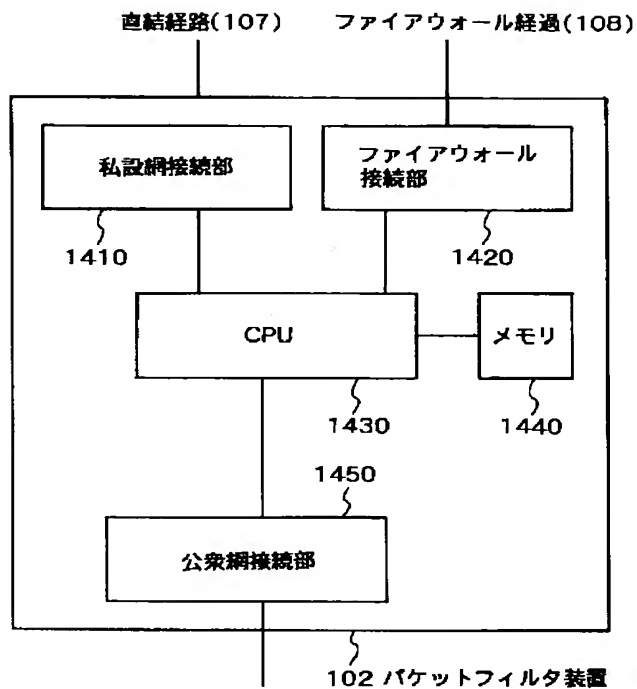 直結経路(107)
ファイアウォール経過(108)
私設網接続部
ファイアウォール
接続部
1410
1420
CPU
メモリ
1430
1440
1450
公衆網接続部
102 パケットフィルタ装置